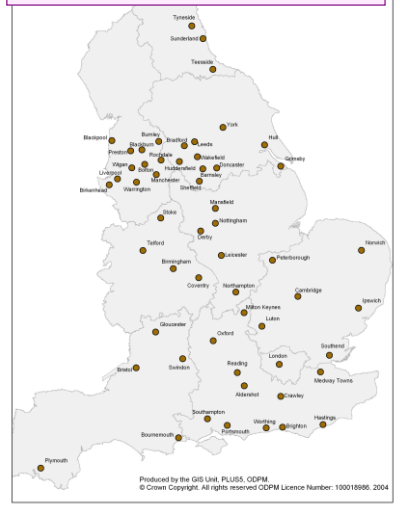 Tyneside
Sunderland
Teesside
York
Hull
Blackpool
Burnley
Bradford
Leeds
Blackburn
Preston
Grimsby
Rochdale
Wakefield
Wigan
Bolton
Huddersfield
Doncaster
Liverpool
Manchester
Barnsley
Birkenhead
Warrington
Sheffield
Mansfield
Stoke
Nottingham
Derby
Telford
Norwich
Leicester
Peterborough
Birmingham
Coventry
Northampton
Cambridge
Ipswich
Milton Keynes
Gloucester
Luton
Oxford
Southend
London
Bristol
Swindon
Reading
Medway Towns
Aldershot
Crawley
Southampton
Hastings
Worthing
Portsmouth
Brighton
Bournemouth
Plymouth
Produced by the GIS Unit, PLUS5, ODPM.
© Crown Copyright. All rights reserved ODPM Licence Number: 100018986. 2004